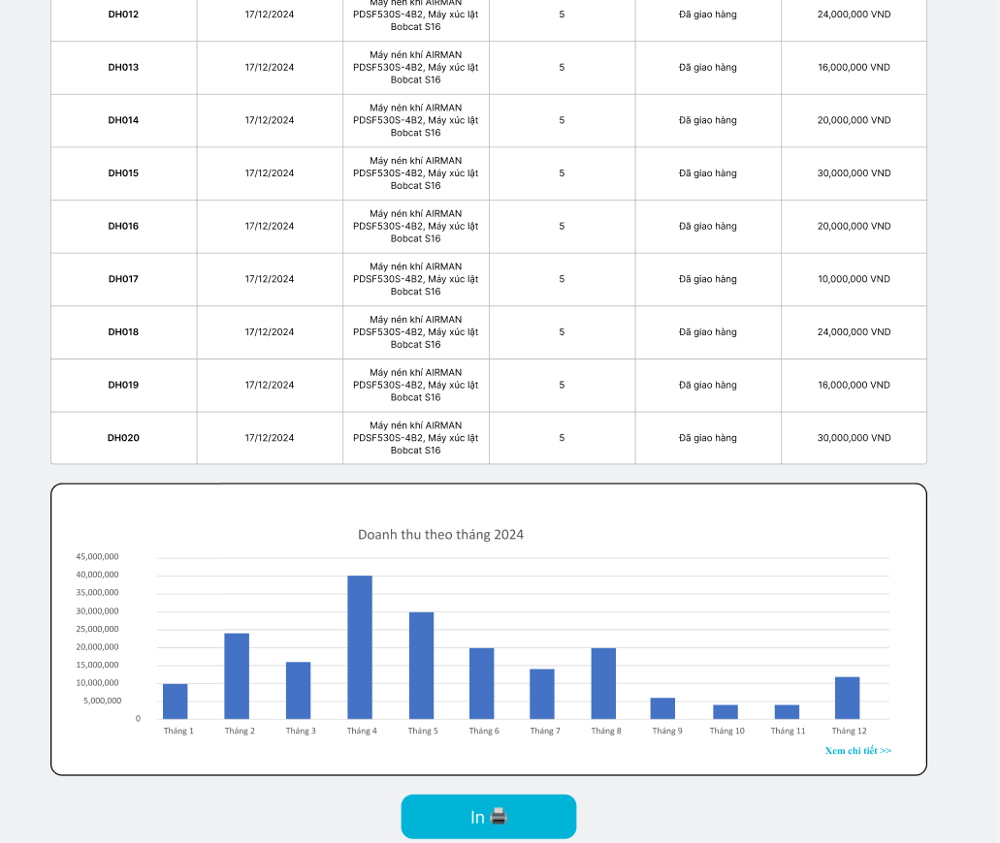 Máy nén khí AIRMAN
DH012 17/12/2024 PDSF530S-4B2, Máy xúc lật 5 Đã giao hàng 24,000,000 VND
Bobcat S16
Máy nén khí AIRMAN
DH013 17/12/2024 PDSF530S-4B2, Máy xúc lật 5 Đã giao hàng 16,000,000 VND
Bobcat S16
Máy nén khí AIRMAN
DH014 17/12/2024 PDSF530S-4B2, Máy xúc lật 5 Đã giao hàng 20,000,000 VND
Bobcat S16
Máy nén khí AIRMAN
DH015 17/12/2024 PDSF530S-4B2, Máy xúc lật 5 Đã giao hàng 30,000,000 VND
Bobcat S16
Máy nén khí AIRMAN
DH016 17/12/2024 PDSF530S-4B2, Máy xúc lật 5 Đã giao hàng 20,000,000 VND
Bobcat S16
Máy nén khí AIRMAN
DH017 17/12/2024 PDSF530S-4B2, Máy xúc lật 5 Đã giao hàng 10,000,000 VND
Bobcat S16
Máy nén khí AIRMAN
DH018 17/12/2024 PDSF530S-4B2, Máy xúc lật 5 Đã giao hàng 24,000,000 VND
Bobcat S16
Máy nén khí AIRMAN
DH019 17/12/2024 PDSF530S-4B2, Máy xúc lật 5 Đã giao hàng 16,000,000 VND
Bobcat S16
Máy nén khí AIRMAN
DH020 17/12/2024 PDSF530S-4B2, Máy xúc lật 5 Đã giao hàng 30,000,000 VND
Bobcat S16
Doanh thu theo tháng 2024
45,000,000
40,000,000
35,000,000
30,000,000
25,000,000
20,000,000
15,000,000
10,000,000
5,000,000
0
Tháng 1 Tháng 2 Tháng 3 Tháng 4 Tháng 5 Tháng 6 Tháng 7 Tháng 8 Tháng 9 Tháng 10 Tháng 11 Tháng 12
Xem chi tiết >>
In